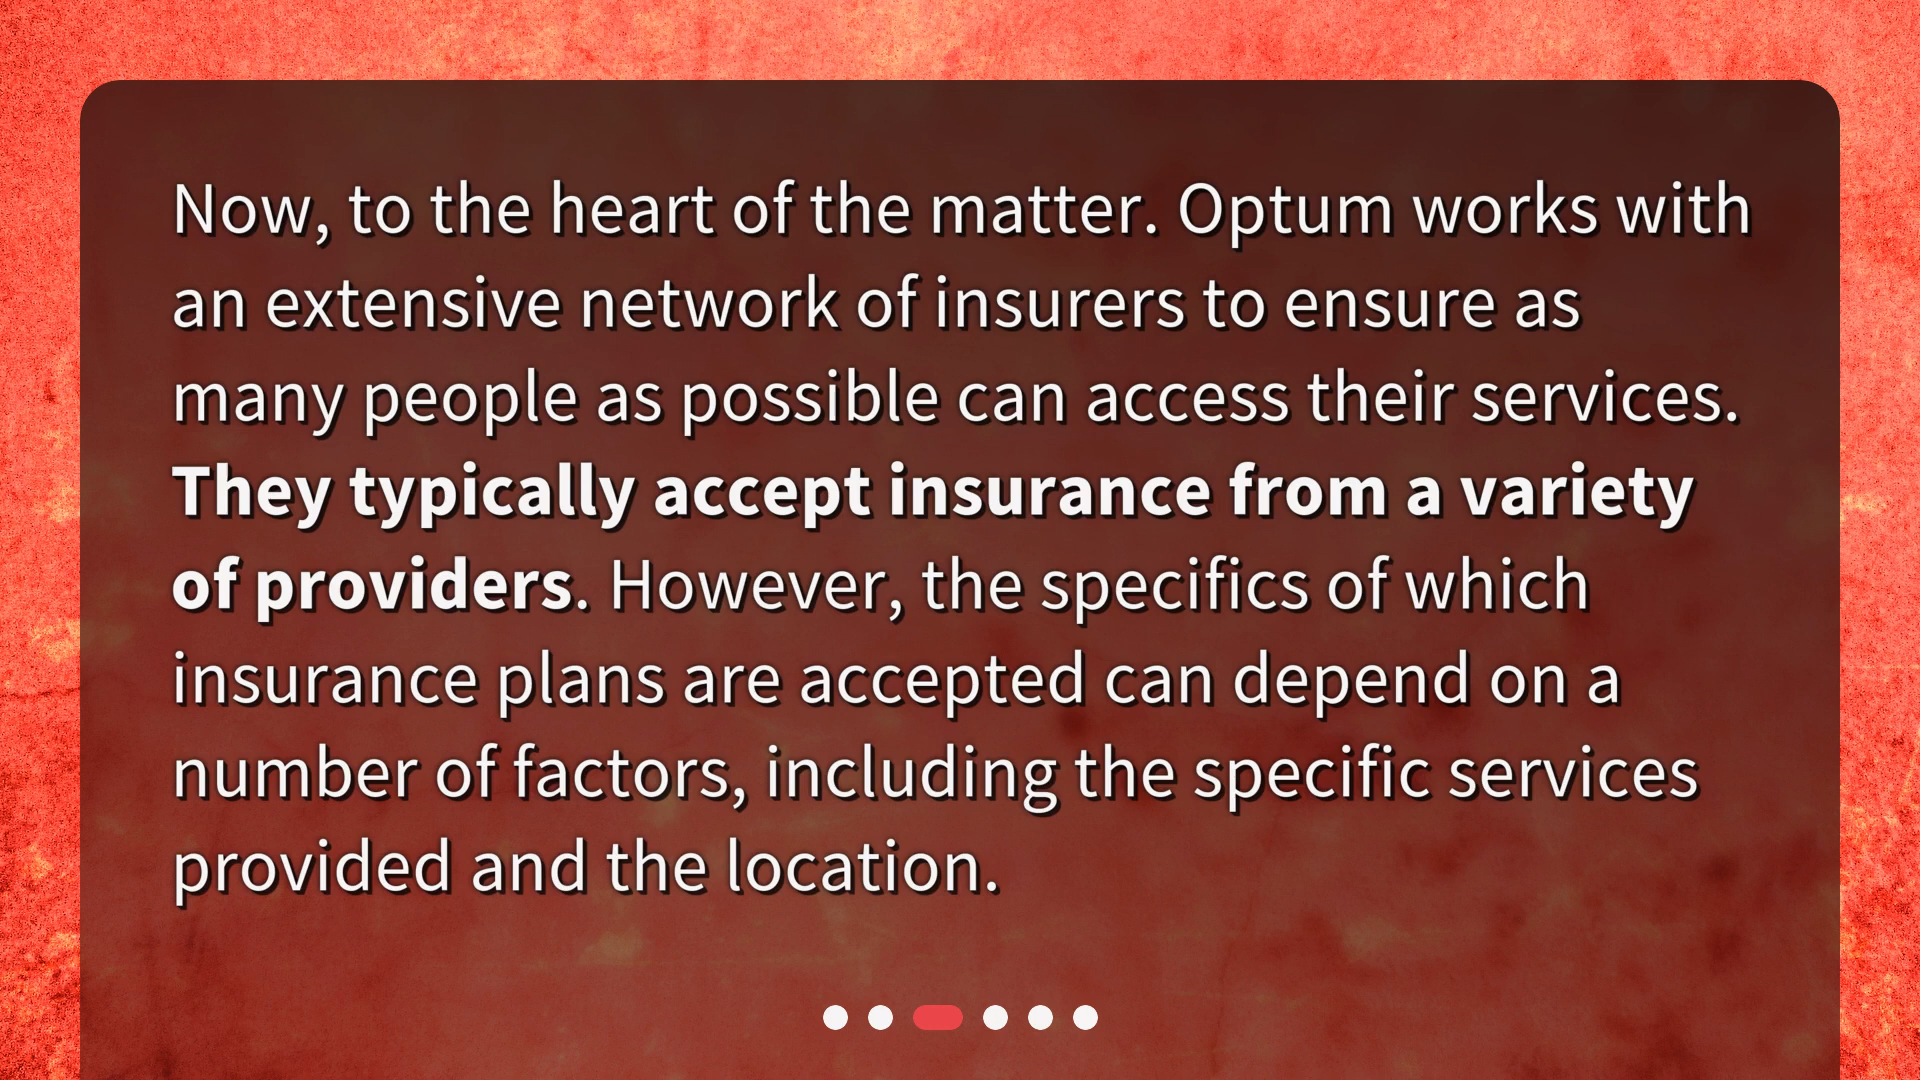 Now, to the heart of the matter. Optum works with
an extensive network of insurers to ensure as
many people as possible can access their services.
They typically accept insurance from a variety
of providers. However, the specifics of which
insurance plans are accepted can depend on a
number of factors, including the specific services
provided and the location.